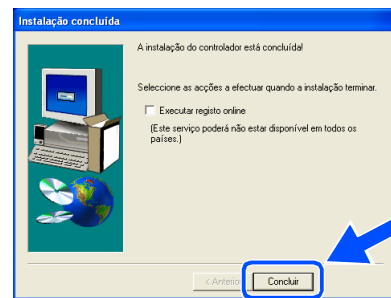 Instalação concluída
A instalação do controlador está concluída!
Seleccione as acções a efectuar quando a instalação terminar.
Executar registo online
(Este serviço poderá não estar disponível em todos os
países.)
< Anterio
Concluir